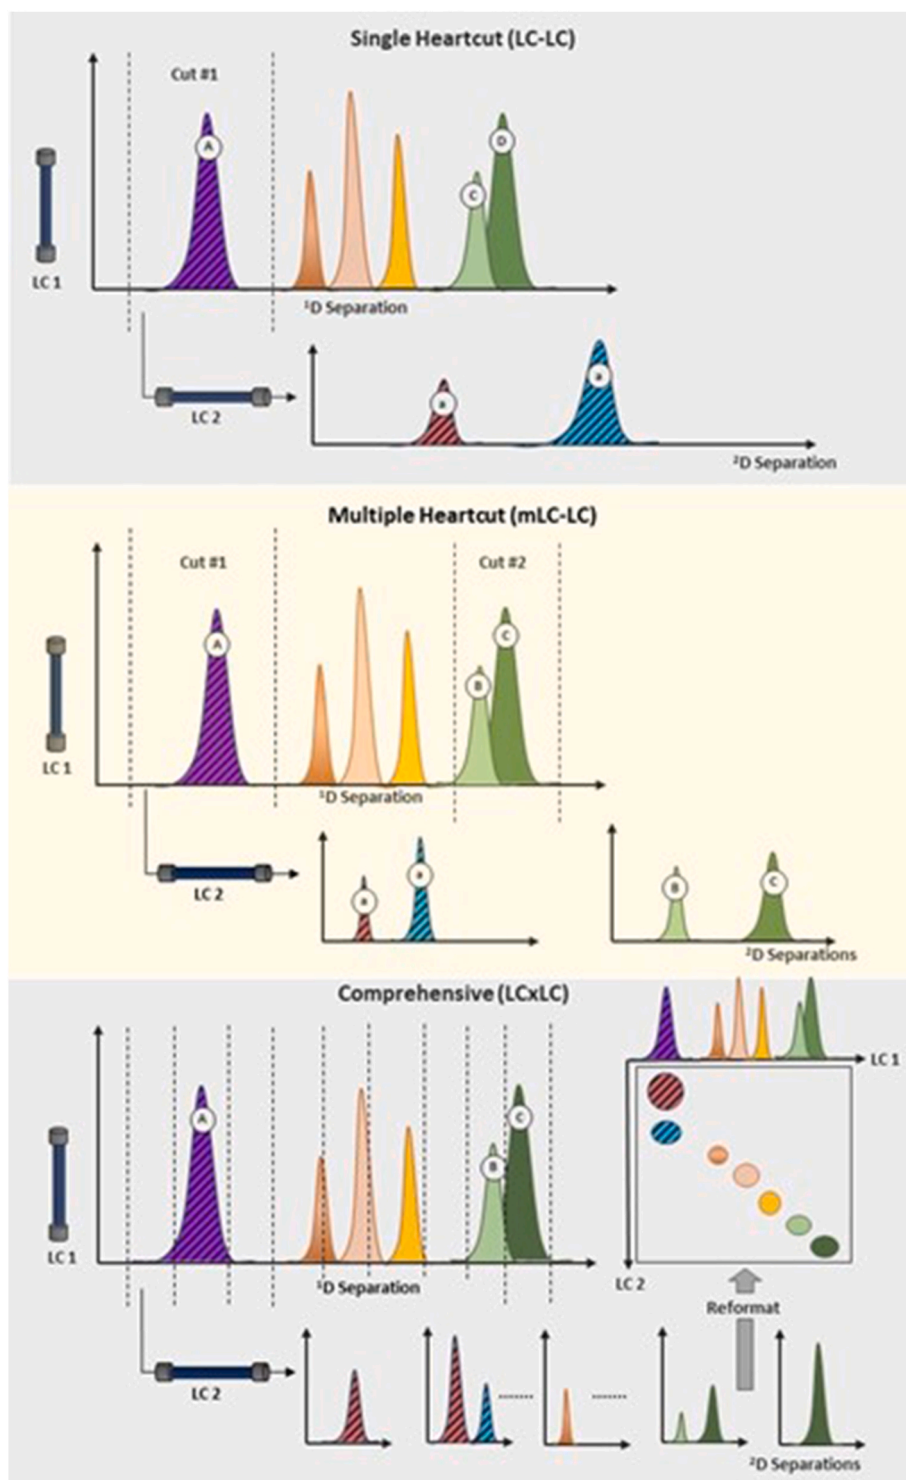 Single Heartcut (LC-LC)
Cut #1
A
D
C
LC 1
¹D Separation
a
a
LC 2
²D Separation
Multiple Heartcut (mLC-LC)
Cut #1
Cut #2
A
C
B
LC 1
¹D Separation
a
a
B
C
LC 2
²D Separations
Comprehensive (LCxLC)
LC 1
A
C
B
LC 1
¹D Separation
LC 2
Reformat
LC 2
........
........
²D Separations